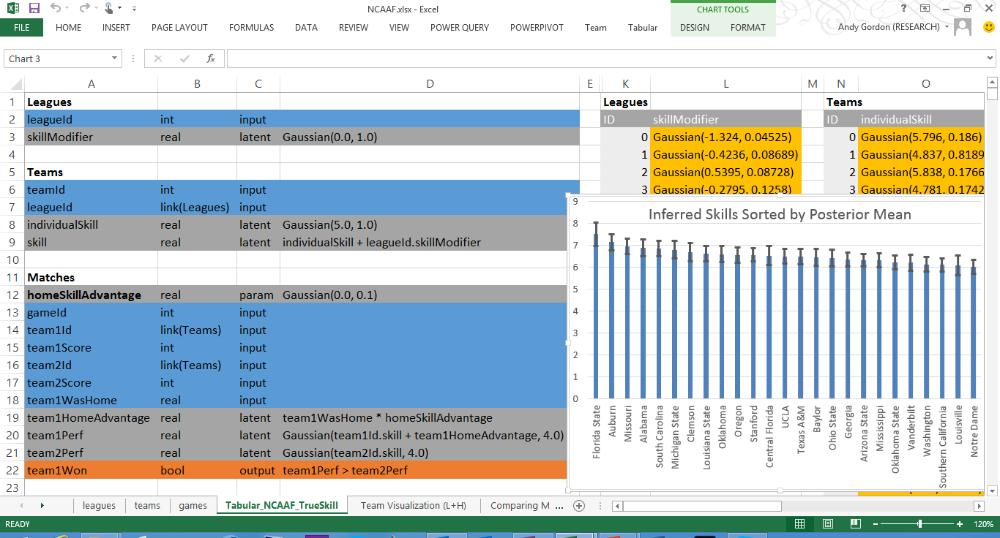 NCAAF.xlsx - Excel
CHART TOOLS
?
FILE HOME INSERT PAGE LAYOUT FORMULAS DATA REVIEW VIEW POWER QUERY POWERPIVOT Team Tabular DESIGN FORMAT Andy Gordon (RESEARCH)
Chart 3 fx
A B C D E K L M N O
1 Leagues Leagues Teams
2 leagueId int input ID skillModifier ID individualSkill
3 skillModifier real latent Gaussian(0.0, 1.0) 0 Gaussian(-1.324, 0.04525) 0 Gaussian(5.796, 0.186)
4 1 Gaussian(-0.4236, 0.08689) 1 Gaussian(4.837, 0.8189
5 Teams 2 Gaussian(0.5395, 0.08728) 2 Gaussian(5.838, 0.1766
6 teamId int input 3 Gaussian(-0.2795, 0.1258) 3 Gaussian(4.781, 0.1742
7 leagueId link(Leagues) input
8 individualSkill real latent Gaussian(5.0, 1.0)
9 skill real latent individualSkill + leagueId.skillModifier
10
11 Matches
12 homeSkillAdvantage real param Gaussian(0.0, 0.1)
13 gameId int input
14 team1Id link(Teams) input
15 team1Score int input
16 team2Id link(Teams) input
17 team2Score int input
18 team1WasHome real input
19 team1HomeAdvantage real latent team1WasHome * homeSkillAdvantage
20 team1Perf real latent Gaussian(team1Id.skill + team1HomeAdvantage, 4.0)
21 team2Perf real latent Gaussian(team2Id.skill, 4.0)
22 team1Won bool output team1Perf > team2Perf
23
Inferred Skills Sorted by Posterior Mean
9
8
7
6
5
4
3
2
1
0
Florida State
Auburn
Missouri
Alabama
South Carolina
Michigan State
Clemson
Louisiana State
Oklahoma
Oregon
Stanford
Central Florida
UCLA
Texas A&M
Baylor
Ohio State
Georgia
Arizona State
Mississippi
Oklahoma State
Vanderbilt
Washington
Southern California
Louisville
Notre Dame
leagues teams games Tabular_NCAAF_TrueSkill Team Visualization (L+H) Comparing M ...
READY 120%